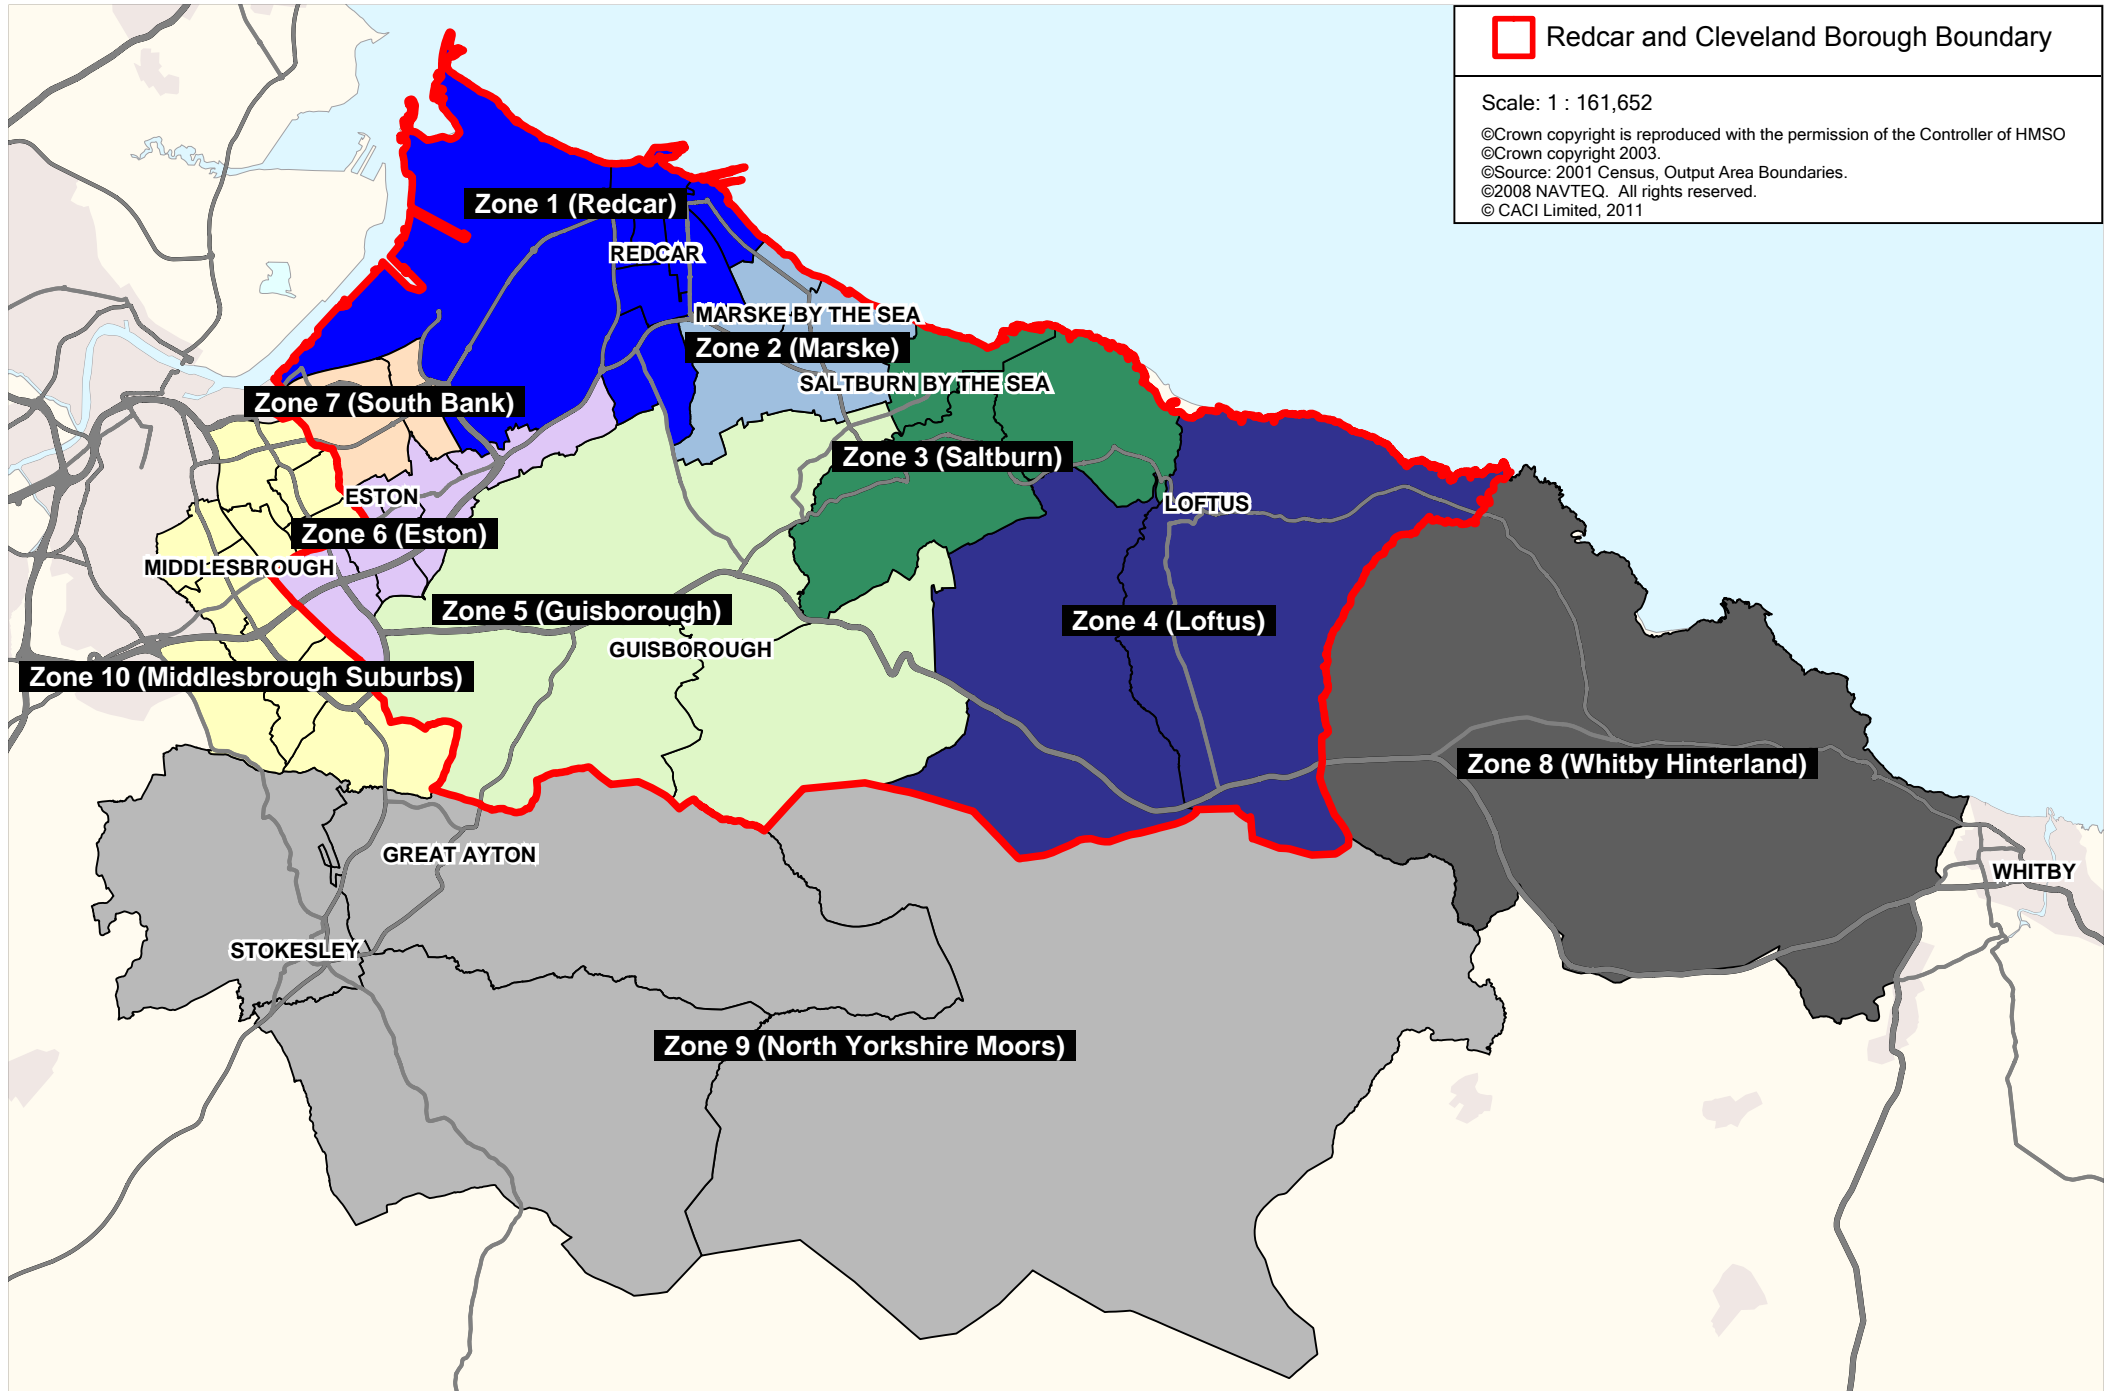 Redcar and Cleveland Borough Boundary
Scale: 1 : 161,652
©Crown copyright is reproduced with the permission of the Controller of HMSO
©Crown copyright 2003.
©Source: 2001 Census, Output Area Boundaries.
©2008 NAVTEQ. All rights reserved.
© CACI Limited, 2011
Zone 1 (Redcar)
REDCAR
MARSKE BY THE SEA
Zone 2 (Marske)
SALTBURN BY THE SEA
Zone 7 (South Bank)
Zone 3 (Saltburn)
ESTON
LOFTUS
Zone 6 (Eston)
MIDDLESBROUGH
Zone 5 (Guisborough)
Zone 4 (Loftus)
GUISBOROUGH
Zone 10 (Middlesbrough Suburbs)
Zone 8 (Whitby Hinterland)
GREAT AYTON
WHITBY
STOKESLEY
Zone 9 (North Yorkshire Moors)